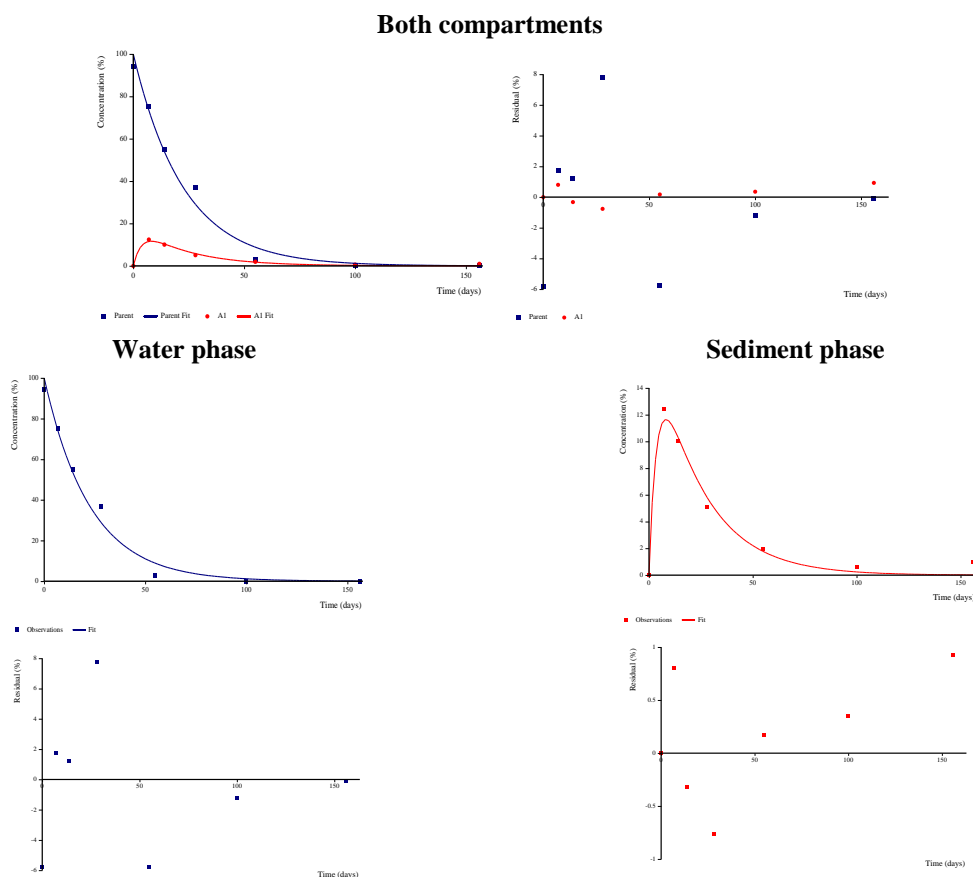 Both compartments
Concentration (%)
100
80
60
40
20
0
0
50
100
150
Time (days)
Parent
Parent Fit
A1
A1 Fit
Residual (%)
8
6
4
2
0
-2
-4
-6
0
50
100
150
Time (days)
Parent
A1
Water phase
Sediment phase
Concentration (%)
100
80
60
40
20
0
0
50
100
150
Time (days)
Observations
Fit
Concentration (%)
14
12
10
8
6
4
2
0
0
50
100
150
Time (days)
Observations
Fit
Residual (%)
8
6
4
2
0
-2
-4
-6
0
50
100
150
Time (days)
Residual (%)
1
0.5
0
-0.5
-1
0
50
100
150
Time (days)